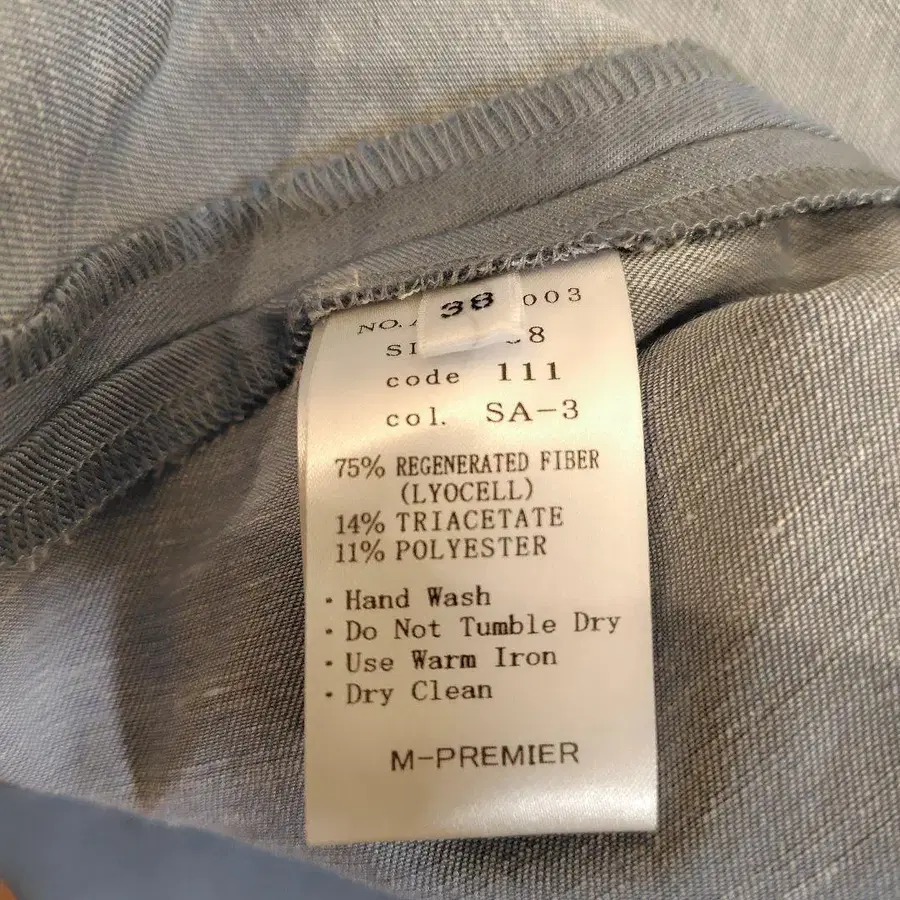 38
NO. 003
8
code 111
col. SA-3
75% REGENERATED FIBER
(LYOCELL)
14% TRIACETATE
11% POLYESTER
· Hand Wash
· Do Not Tumble Dry
· Use Warm Iron
· Dry Clean
M-PREMIER